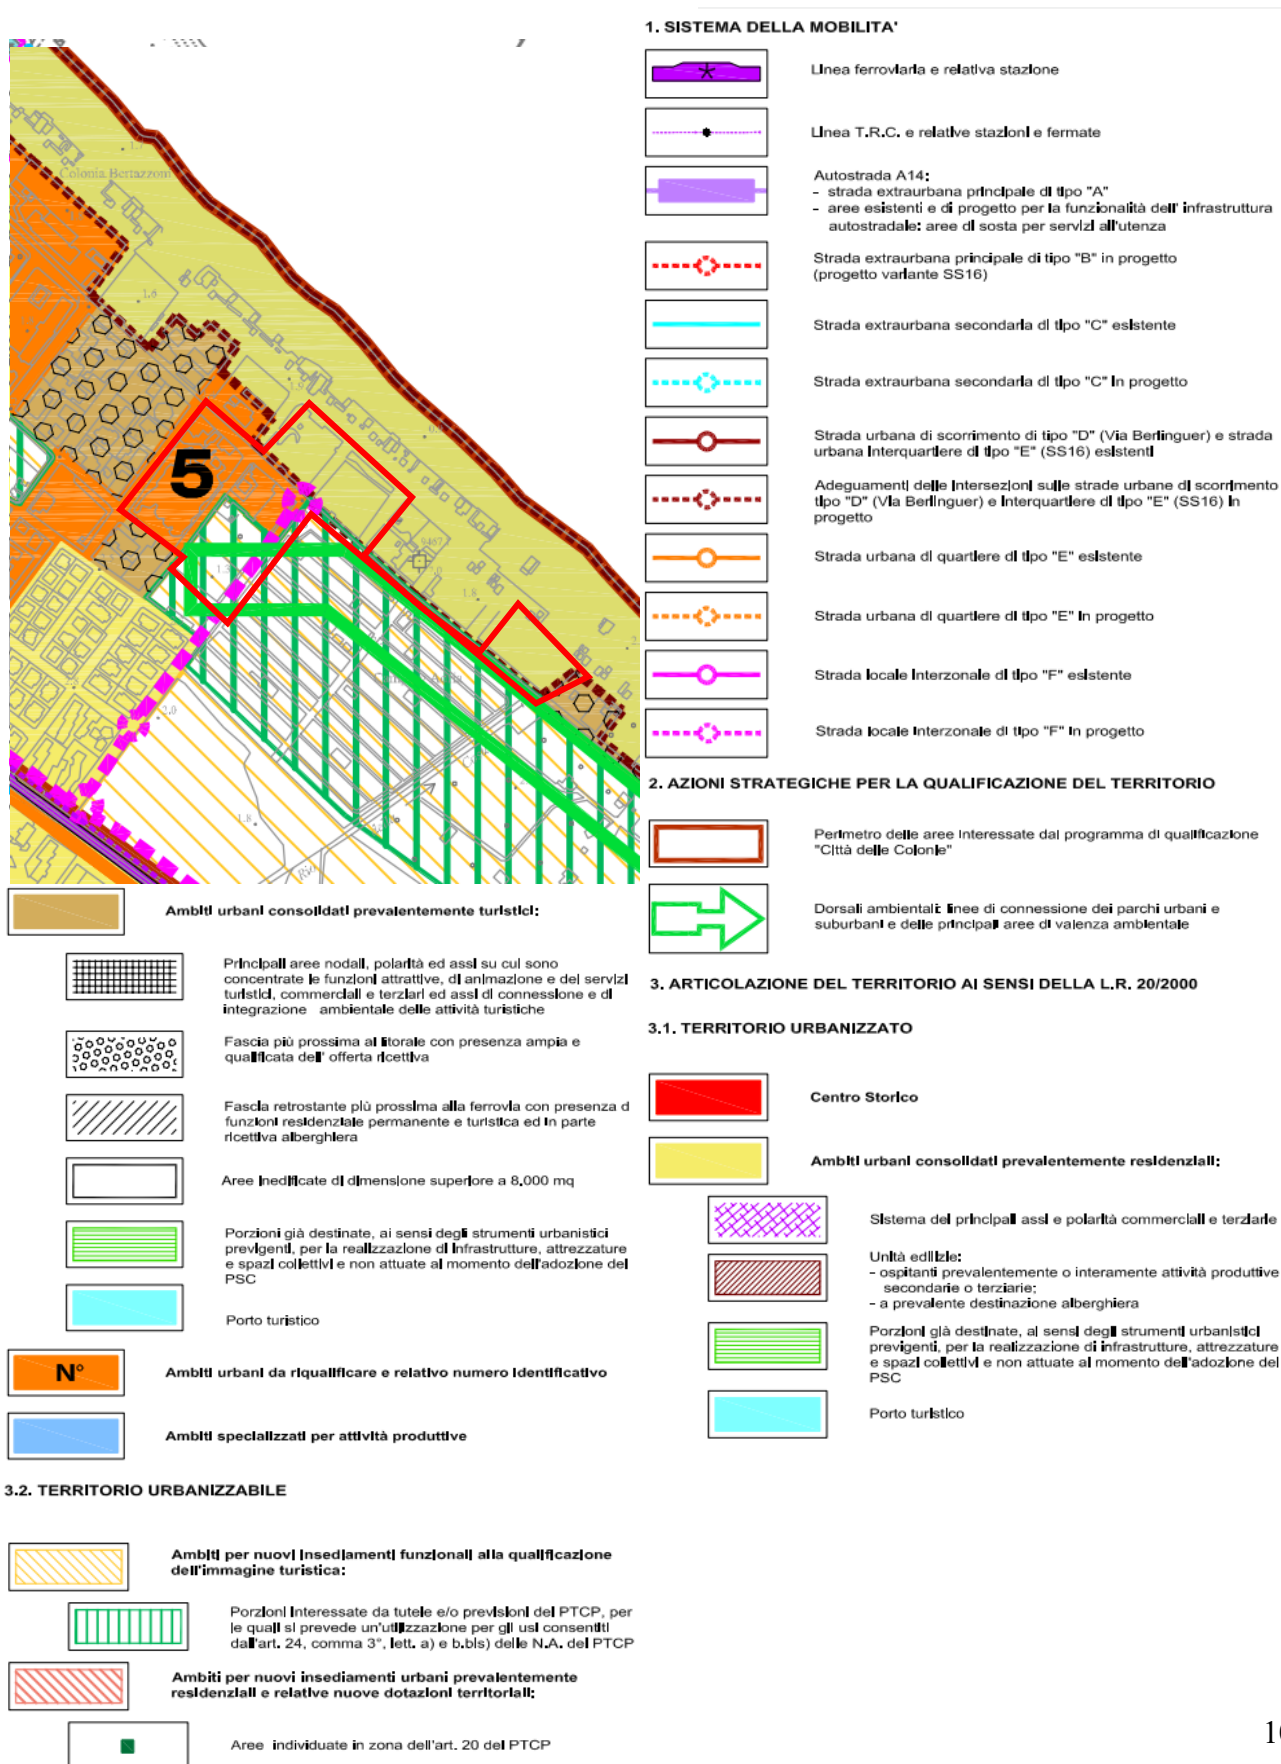 1. SISTEMA DELLA MOBILITA'
Linea ferroviaria e relativa stazione
Linea T.R.C. e relative stazioni e fermate
Autostrada A14:
- strada extraurbana principale di tipo "A"
- aree esistenti e di progetto per la funzionalità dell' infrastruttura
autostradale: aree di sosta per servizi all'utenza
Strada extraurbana principale di tipo "B" in progetto
(progetto variante SS16)
Strada extraurbana secondaria di tipo "C" esistente
Strada extraurbana secondaria di tipo "C" in progetto
Strada urbana di scorrimento di tipo "D" (Via Berlinguer) e strada
urbana interquartiere di tipo "E" (SS16) esistenti
Adeguamenti delle intersezioni sulle strade urbane di scorrimento
tipo "D" (Via Berlinguer) e interquartiere di tipo "E" (SS16) in
progetto
Strada urbana di quartiere di tipo "E" esistente
Strada urbana di quartiere di tipo "E" in progetto
Strada locale interzonale di tipo "F" esistente
Strada locale interzonale di tipo "F" in progetto
2. AZIONI STRATEGICHE PER LA QUALIFICAZIONE DEL TERRITORIO
Perimetro delle aree interessate dal programma di qualificazione
"Città delle Colonie"
Dorsali ambientali: linee di connessione dei parchi urbani e
suburbani e delle principali aree di valenza ambientale
3. ARTICOLAZIONE DEL TERRITORIO AI SENSI DELLA L.R. 20/2000
3.1. TERRITORIO URBANIZZATO
Centro Storico
Ambiti urbani consolidati prevalentemente residenziali:
Sistema dei principali assi e polarità commerciali e terziarie
Unità edilizie:
- ospitanti prevalentemente o interamente attività produttive
secondarie o terziarie;
- a prevalente destinazione alberghiera
Porzioni già destinate, ai sensi degli strumenti urbanistici
previgenti, per la realizzazione di infrastrutture, attrezzature
e spazi collettivi e non attuate al momento dell'adozione del
PSC
Porto turistico
Colonia Bertazzoni
1.6
1.9
5
9467
1.8
2.0
1.8
Rio
Ambiti urbani consolidati prevalentemente turistici:
Principali aree nodali, polarità ed assi su cui sono
concentrate le funzioni attrattive, di animazione e dei servizi
turistici, commerciali e terziari ed assi di connessione e di
integrazione ambientale delle attività turistiche
Fascia più prossima al litorale con presenza ampia e
qualificata dell' offerta ricettiva
Fascia retrostante più prossima alla ferrovia con presenza d
funzioni residenziale permanente e turistica ed in parte
ricettiva alberghiera
Aree inedificate di dimensione superiore a 8.000 mq
Porzioni già destinate, ai sensi degli strumenti urbanistici
previgenti, per la realizzazione di infrastrutture, attrezzature
e spazi collettivi e non attuate al momento dell'adozione del
PSC
Porto turistico
N°
Ambiti urbani da riqualificare e relativo numero identificativo
Ambiti specializzati per attività produttive
3.2. TERRITORIO URBANIZZABILE
Ambiti per nuovi insediamenti funzionali alla qualificazione
dell'immagine turistica:
Porzioni interessate da tutele e/o previsioni del PTCP, per
le quali si prevede un'utilizzazione per gli usi consentiti
dall'art. 24, comma 3°, lett. a) e b.bis) delle N.A. del PTCP
Ambiti per nuovi insediamenti urbani prevalentemente
residenziali e relative nuove dotazioni territoriali:
Aree individuate in zona dell'art. 20 del PTCP